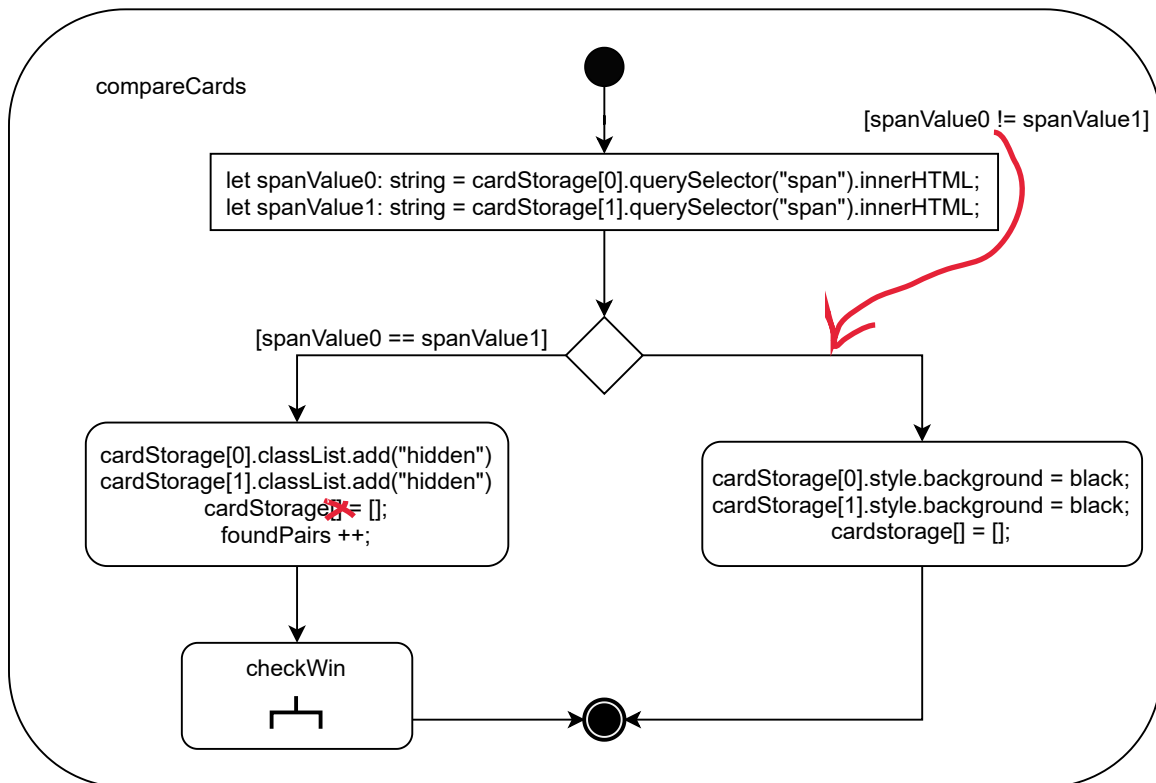 compareCards
[spanValue0 != spanValue1]
let spanValue0: string = cardStorage[0].querySelector("span").innerHTML;
let spanValue1: string = cardStorage[1].querySelector("span").innerHTML;
[spanValue0 == spanValue1]
cardStorage[0].classList.add("hidden")
cardStorage[1].classList.add("hidden")
cardStorage[] = [];
foundPairs ++;
cardStorage[0].style.background = black;
cardStorage[1].style.background = black;
cardstorage[] = [];
checkWin